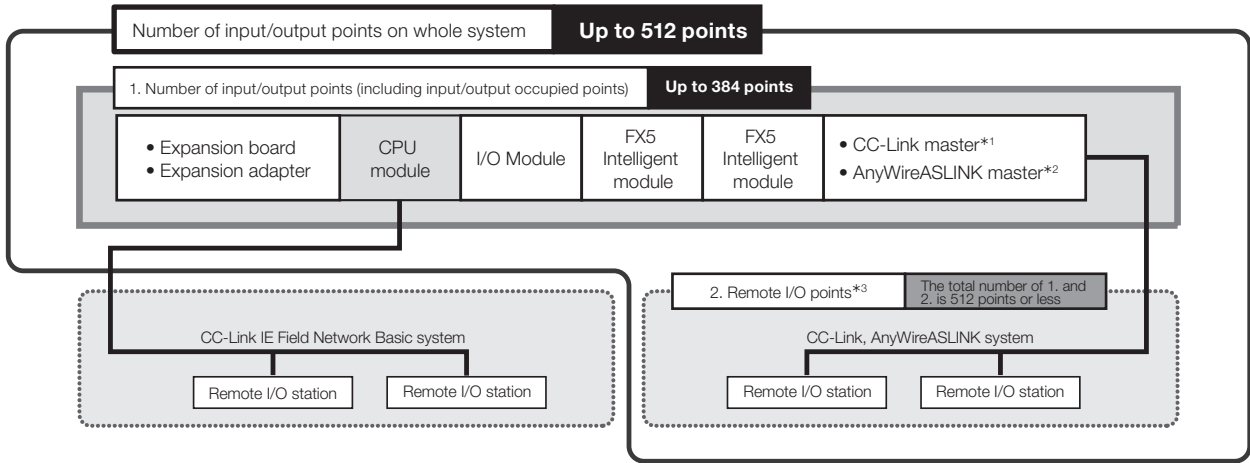 Number of input/output points on whole system
Up to 512 points
1. Number of input/output points (including input/output occupied points)
Up to 384 points
• Expansion board
• Expansion adapter
CPU
module
I/O Module
FX5
Intelligent
module
FX5
Intelligent
module
• CC-Link master*1
• AnyWireASLINK master*2
2. Remote I/O points*3
The total number of 1. and
2. is 512 points or less
CC-Link IE Field Network Basic system
Remote I/O station
Remote I/O station
CC-Link, AnyWireASLINK system
Remote I/O station
Remote I/O station